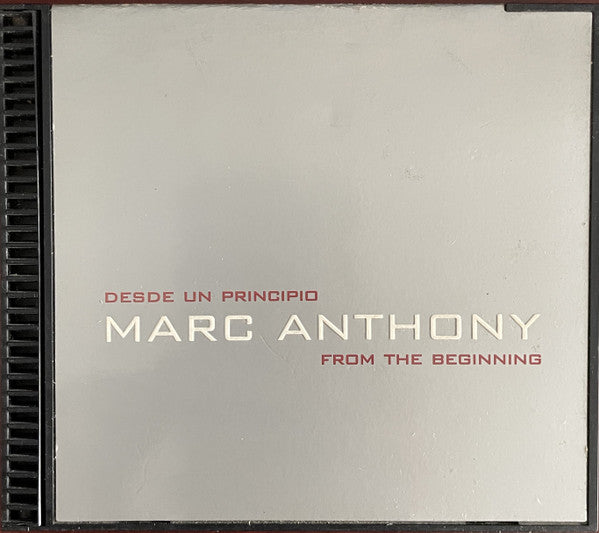 DESDE UN PRINCIPIO
MARC ANTHONY
FROM THE BEGINNING